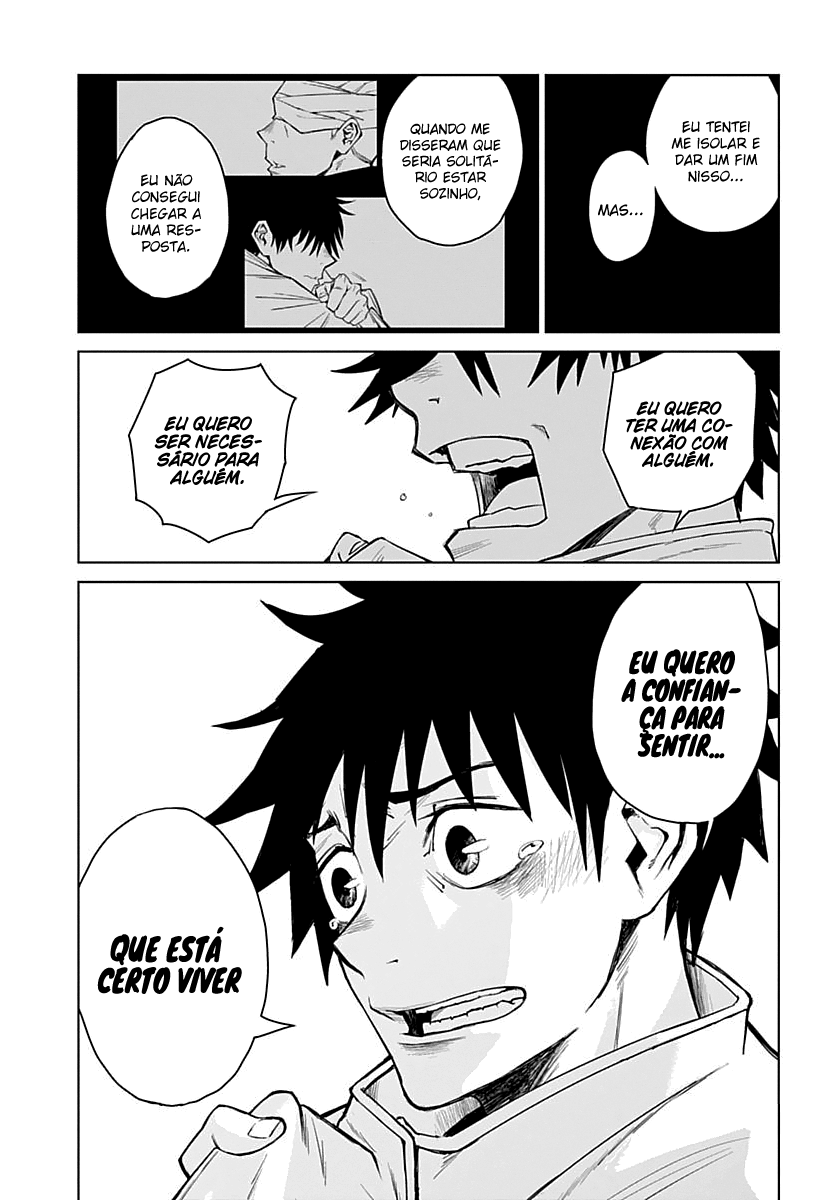 EU TENTEI
ME ISOLAR E
DAR UM FIM
NISSO...
MAS...
QUANDO ME
DISSERAM QUE
SERIA SOLITÁ-
RIO ESTAR
SOZINHO,
EU NÃO
CONSEGUI
CHEGAR A
UMA RES-
POSTA.
EU QUERO
TER UMA CO-
NEXÃO COM
ALGUÉM.
EU QUERO
SER NECES-
SÁRIO PARA
ALGUÉM.
EU QUERO
A CONFIAN-
ÇA PARA
SENTIR...
QUE ESTÁ
CERTO VIVER